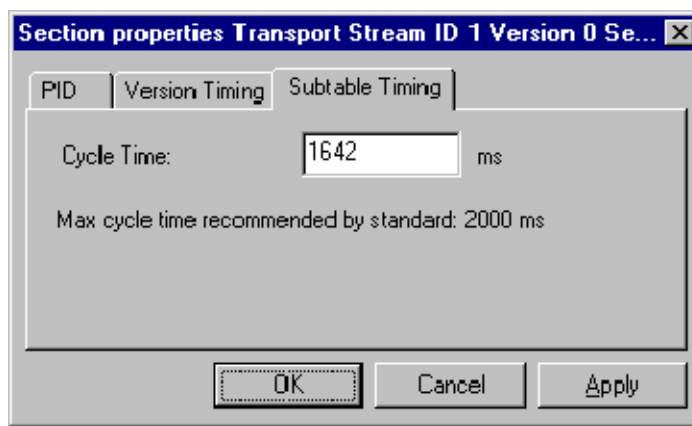 Section properties Transport Stream ID 1 Version 0 Se...
PID Version Timing Subtable Timing
Cycle Time: 1642 ms
Max cycle time recommended by standard: 2000 ms
OK Cancel Apply